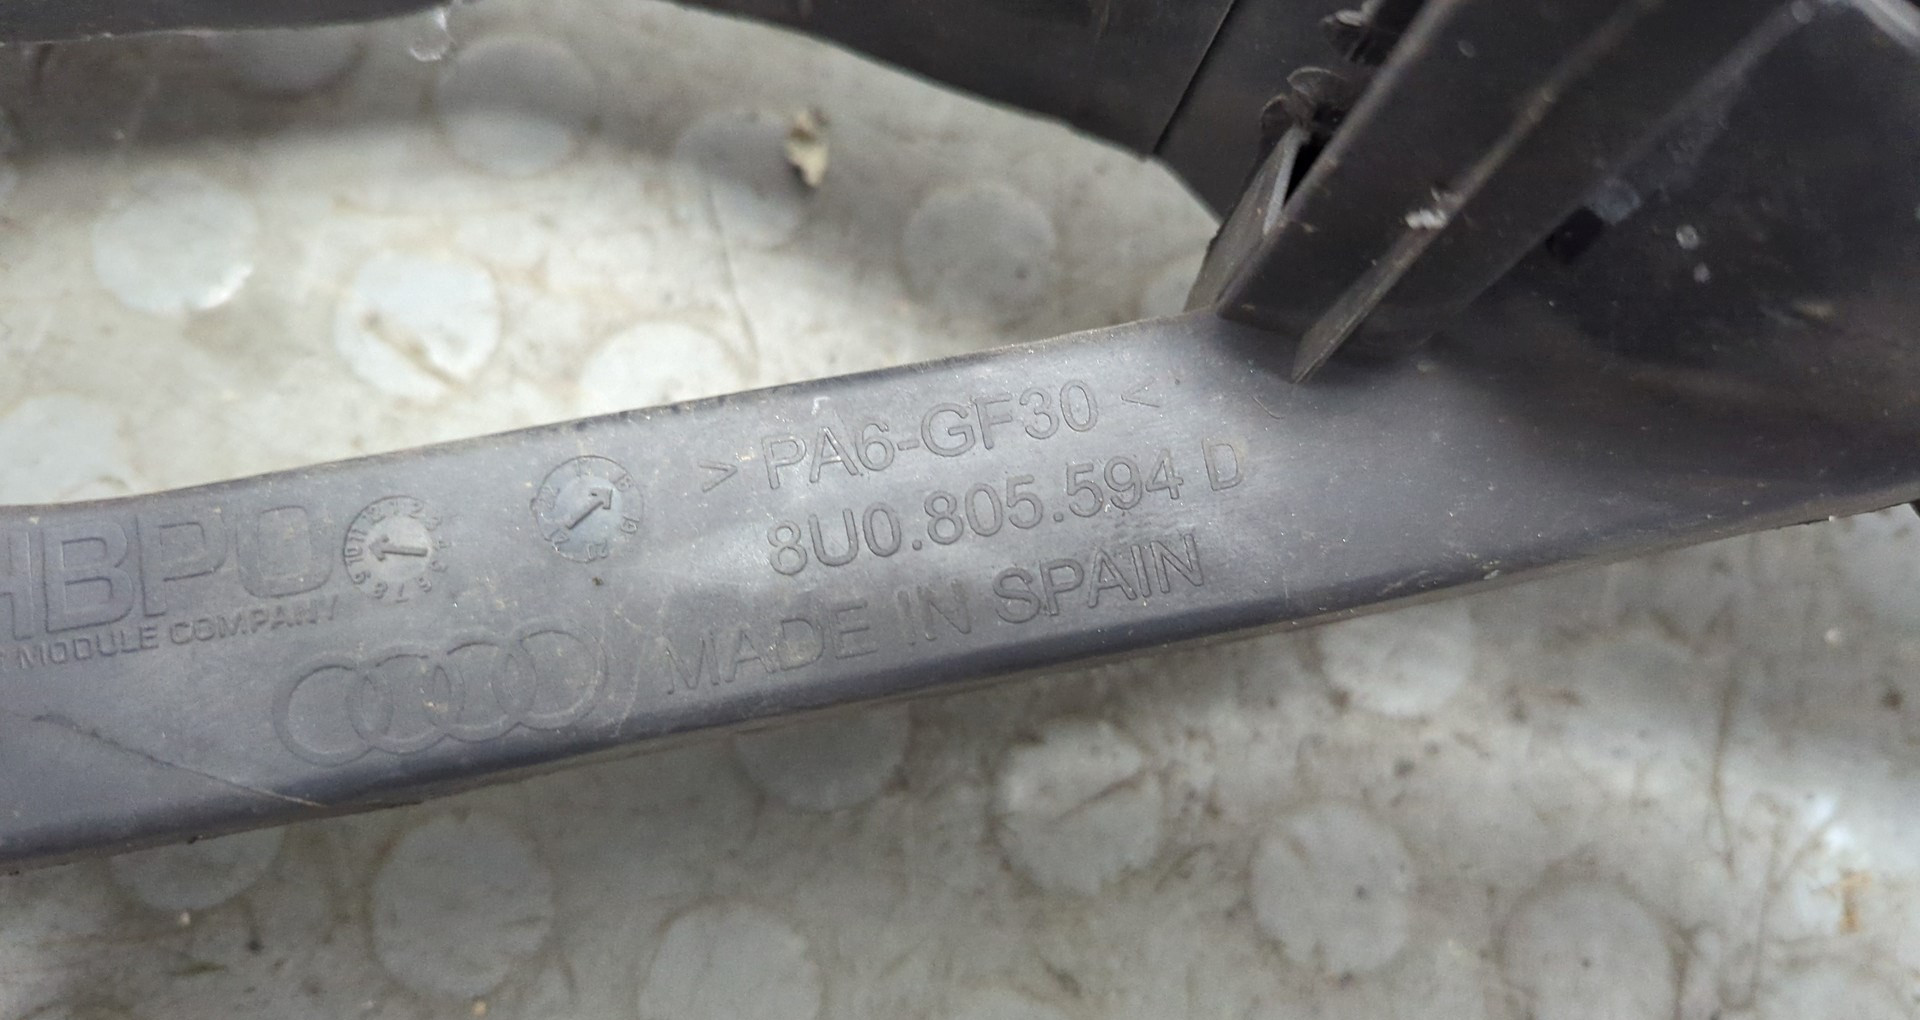 > PA6-GF30 <
8U0.805.594 D
MADE IN SPAIN
HBPO
MODULE COMPANY